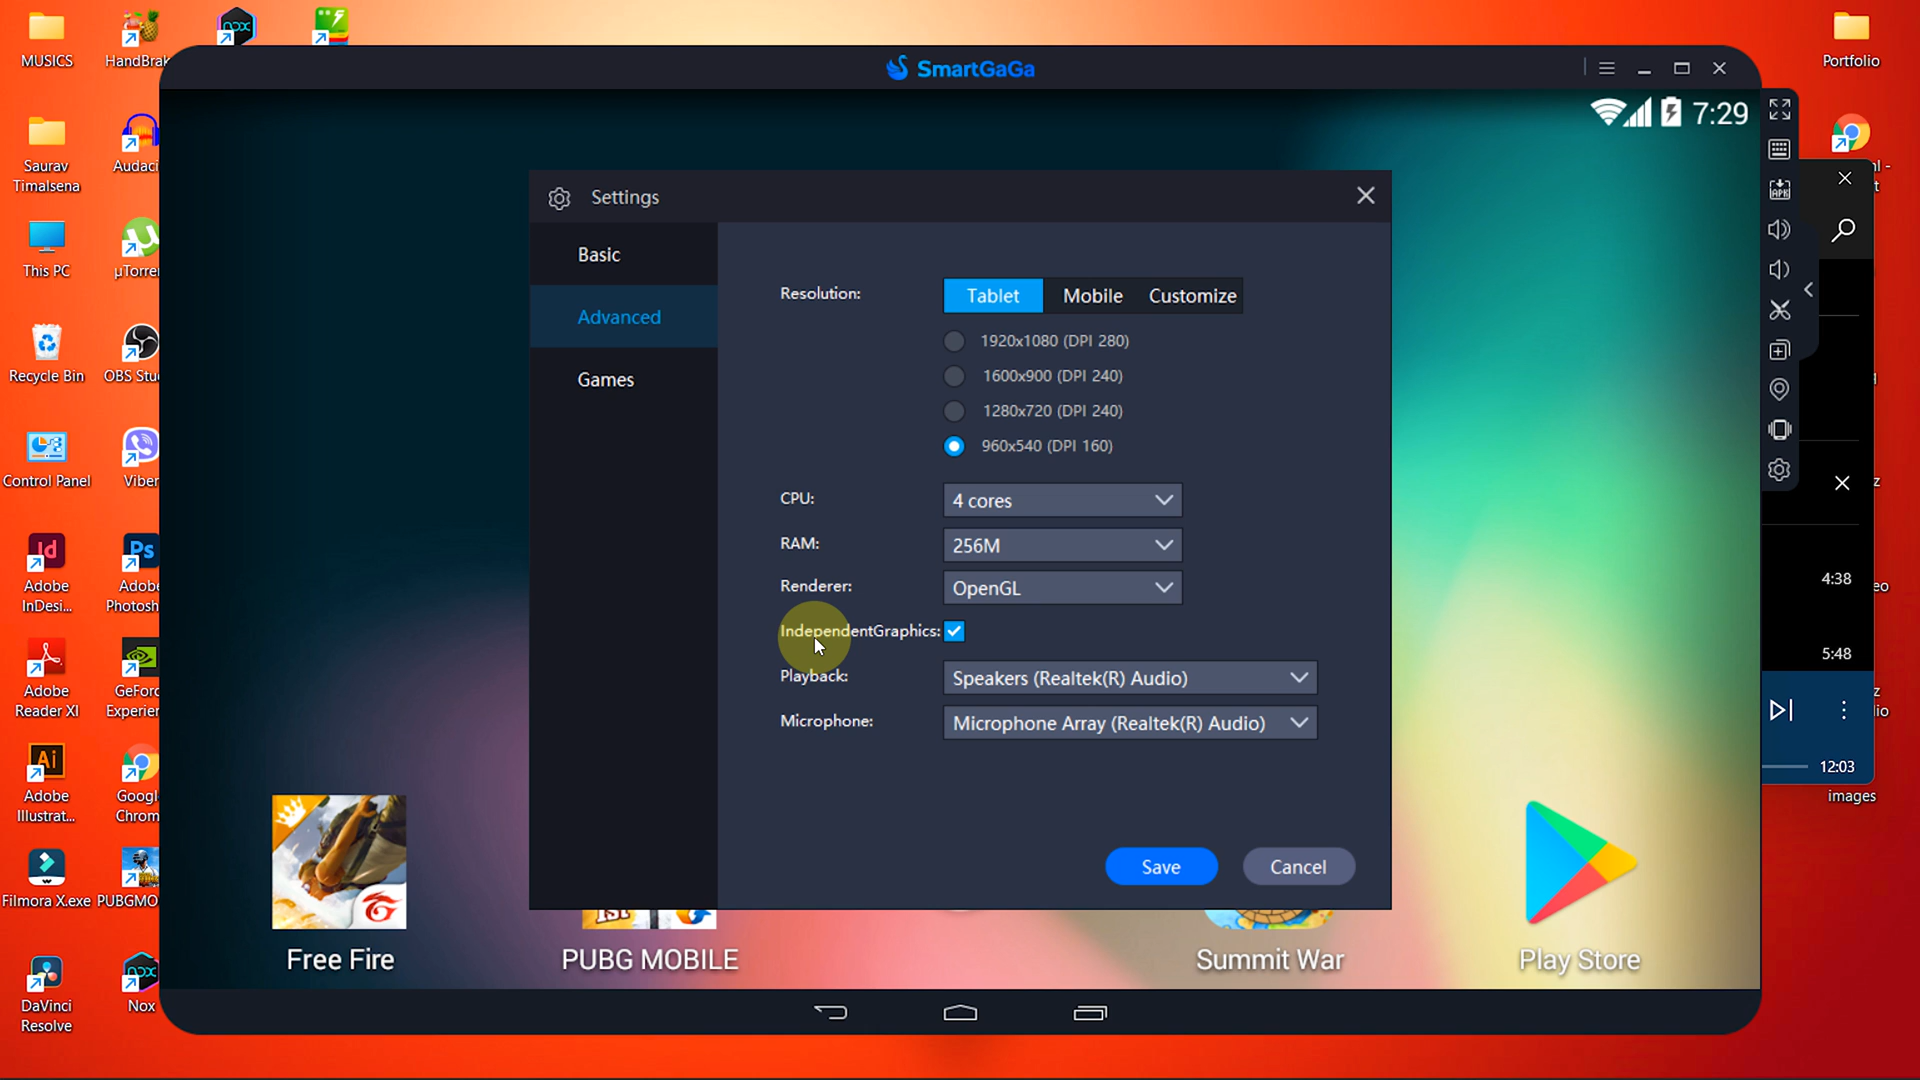 MUSICS
HandBrak
Portfolio
SmartGaGa
7:29
Saurav
Timalsena
Audaci
This PC
µTorre
Recycle Bin
OBS Stu
Control Panel
Viber
Adobe
InDesi...
Adobe
Photosh
Adobe
Reader XI
GeForc
Experien
Adobe
Illustrat...
Googl
Chrom
Filmora X.exe
PUBGMO
DaVinci
Resolve
Nox
Settings
Basic
Advanced
Games
Resolution:
Tablet
Mobile
Customize
1920x1080 (DPI 280)
1600x900 (DPI 240)
1280x720 (DPI 240)
960x540 (DPI 160)
CPU:
4 cores
RAM:
256M
Renderer:
OpenGL
IndependentGraphics:
Playback:
Speakers (Realtek(R) Audio)
Microphone:
Microphone Array (Realtek(R) Audio)
Save
Cancel
Free Fire
PUBG MOBILE
Summit War
Play Store
APK
4:38
5:48
12:03
images